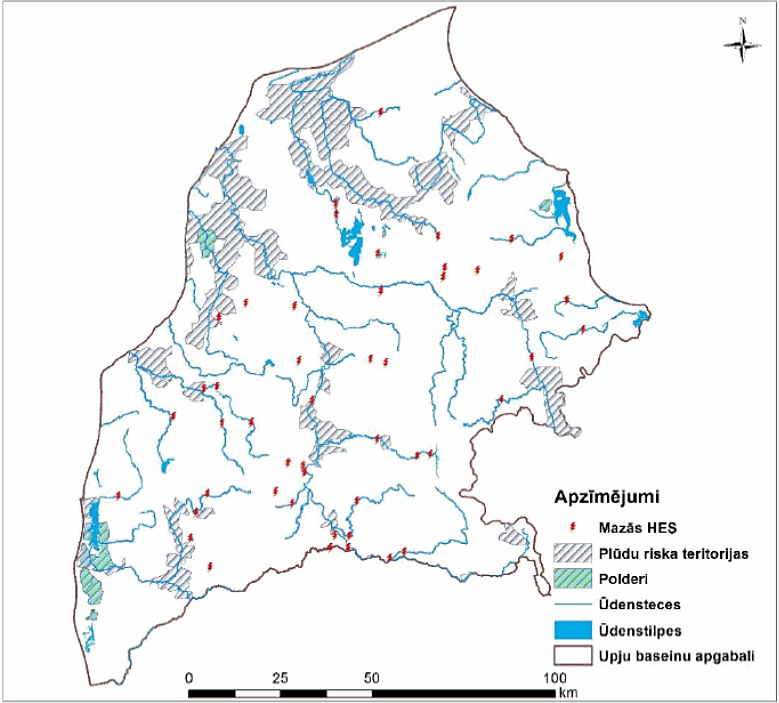 N
Apzīmējumi
Mazās HES
Plūdu riska teritorijas
Polderi
Ūdensteces
Ūdenstilpes
Upju baseinu apgabali
0 25 50 100
km